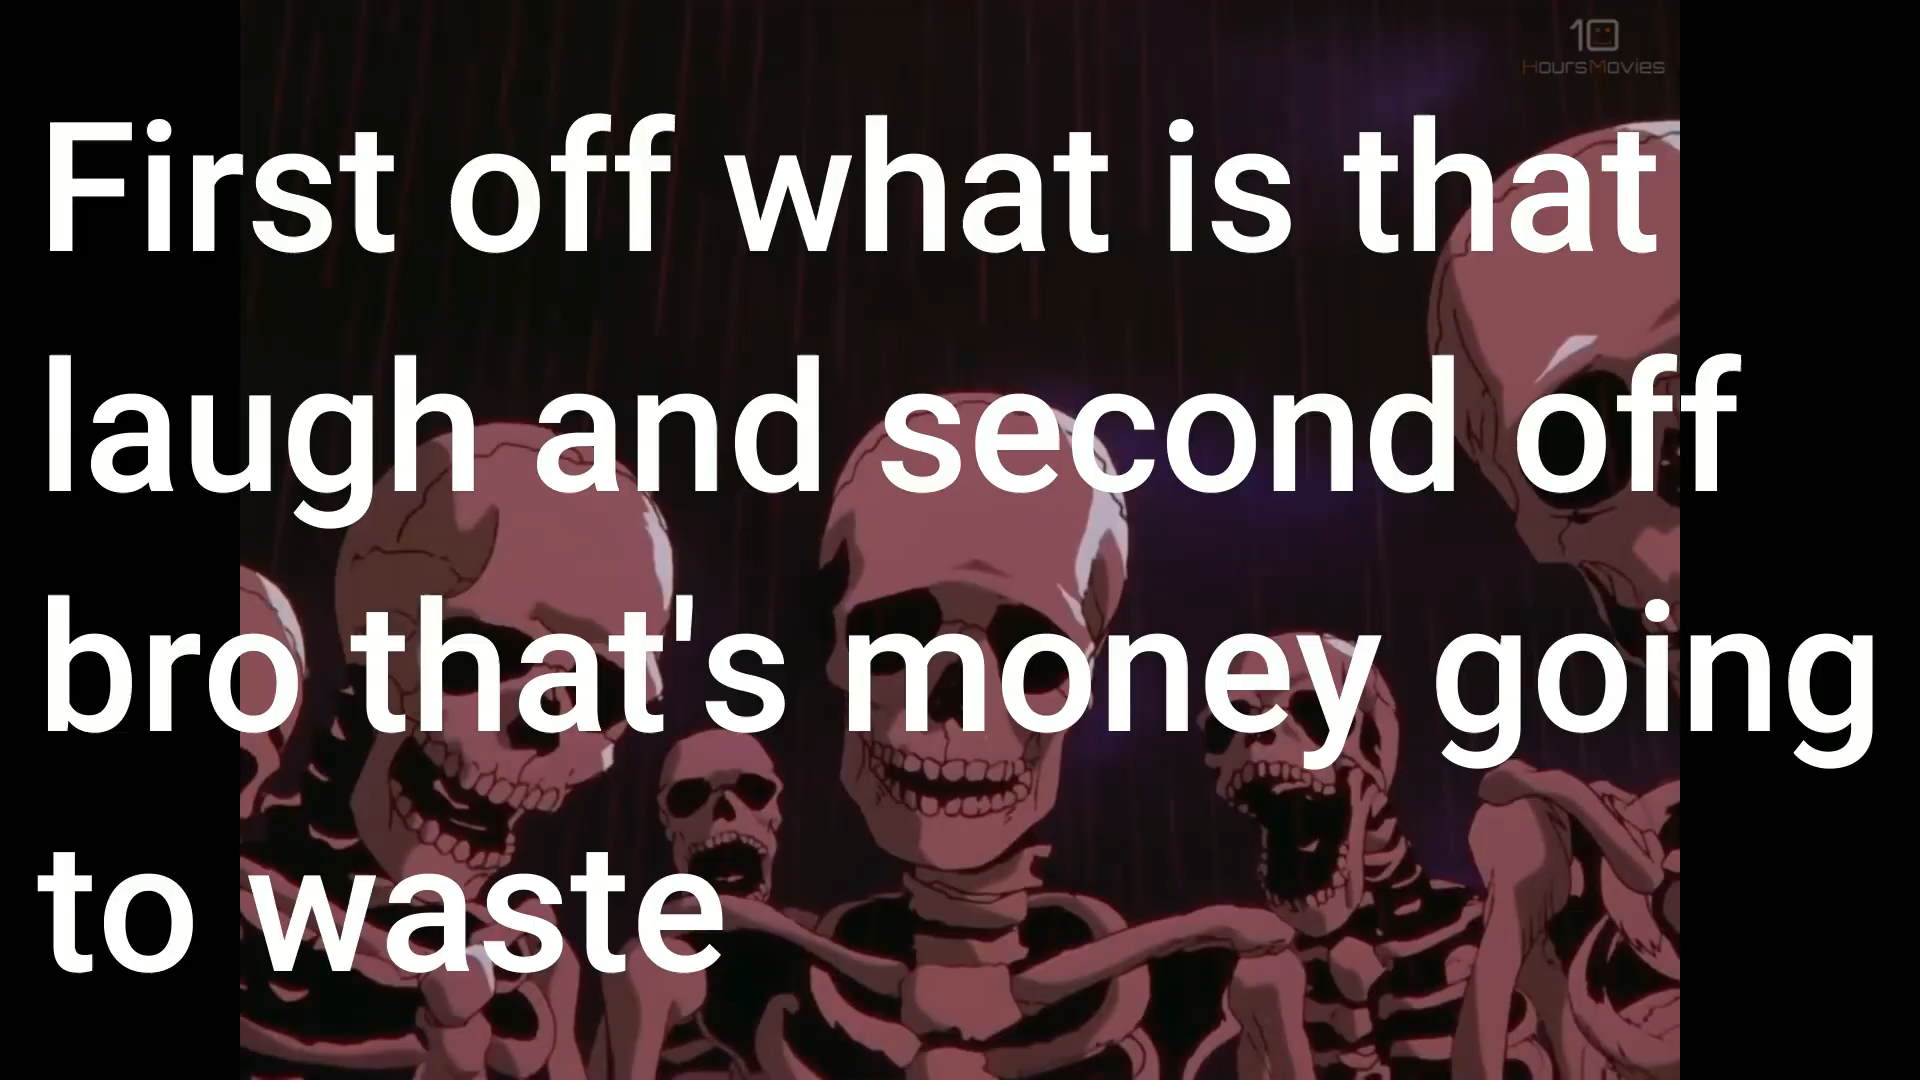 10
HoursMovies
First off what is that
laugh and second off
bro that's money going
to waste